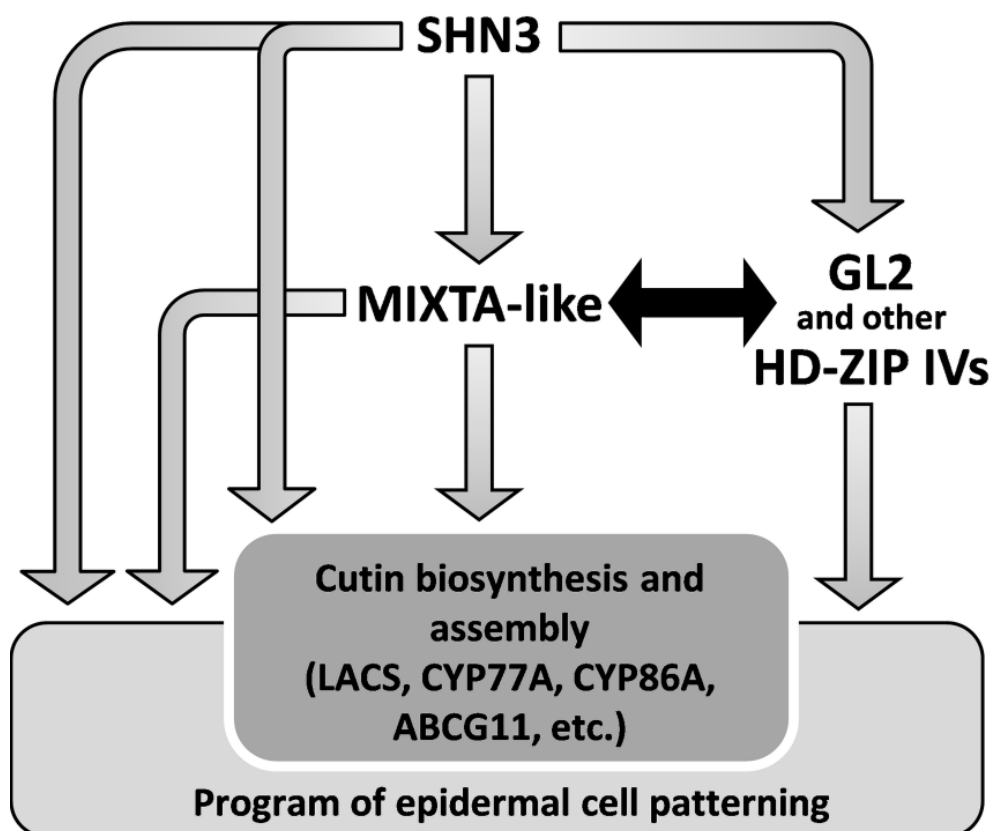 SHN3
MIXTA-like
GL2
and other
HD-ZIP IVs
Cutin biosynthesis and
assembly
(LACS, CYP77A, CYP86A,
ABCG11, etc.)
Program of epidermal cell patterning